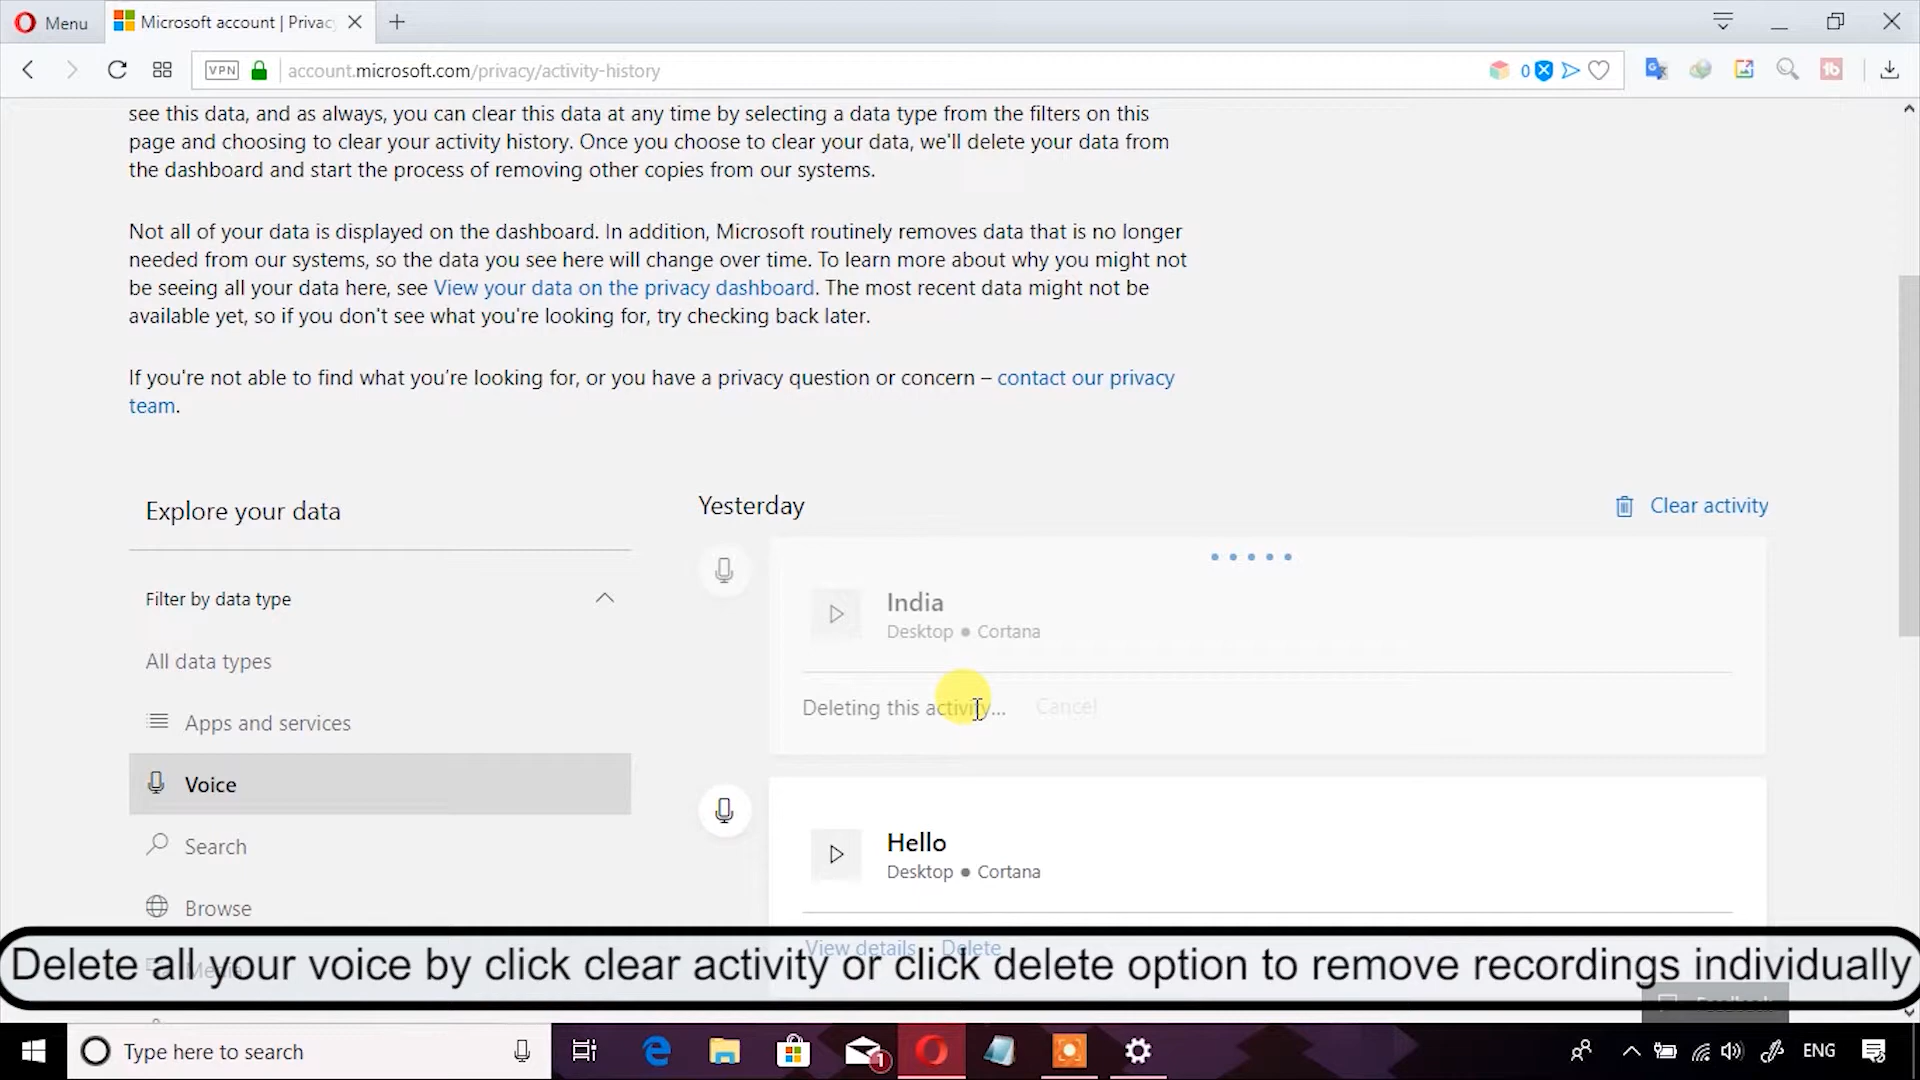 Menu
Microsoft account | Privac
VPN
account.microsoft.com/privacy/activity-history
0
see this data, and as always, you can clear this data at any time by selecting a data type from the filters on this
page and choosing to clear your activity history. Once you choose to clear your data, we'll delete your data from
the dashboard and start the process of removing other copies from our systems.
Not all of your data is displayed on the dashboard. In addition, Microsoft routinely removes data that is no longer
needed from our systems, so the data you see here will change over time. To learn more about why you might not
be seeing all your data here, see View your data on the privacy dashboard. The most recent data might not be
available yet, so if you don't see what you're looking for, try checking back later.
If you're not able to find what you're looking for, or you have a privacy question or concern – contact our privacy
team.
Explore your data
Filter by data type
All data types
Apps and services
Voice
Search
Browse
Media
Yesterday
Clear activity
India
Desktop ● Cortana
Deleting this activity...
Cancel
Hello
Desktop ● Cortana
View details
Delete
Feedback
Delete all your voice by click clear activity or click delete option to remove recordings individually
Type here to search
1
ENG